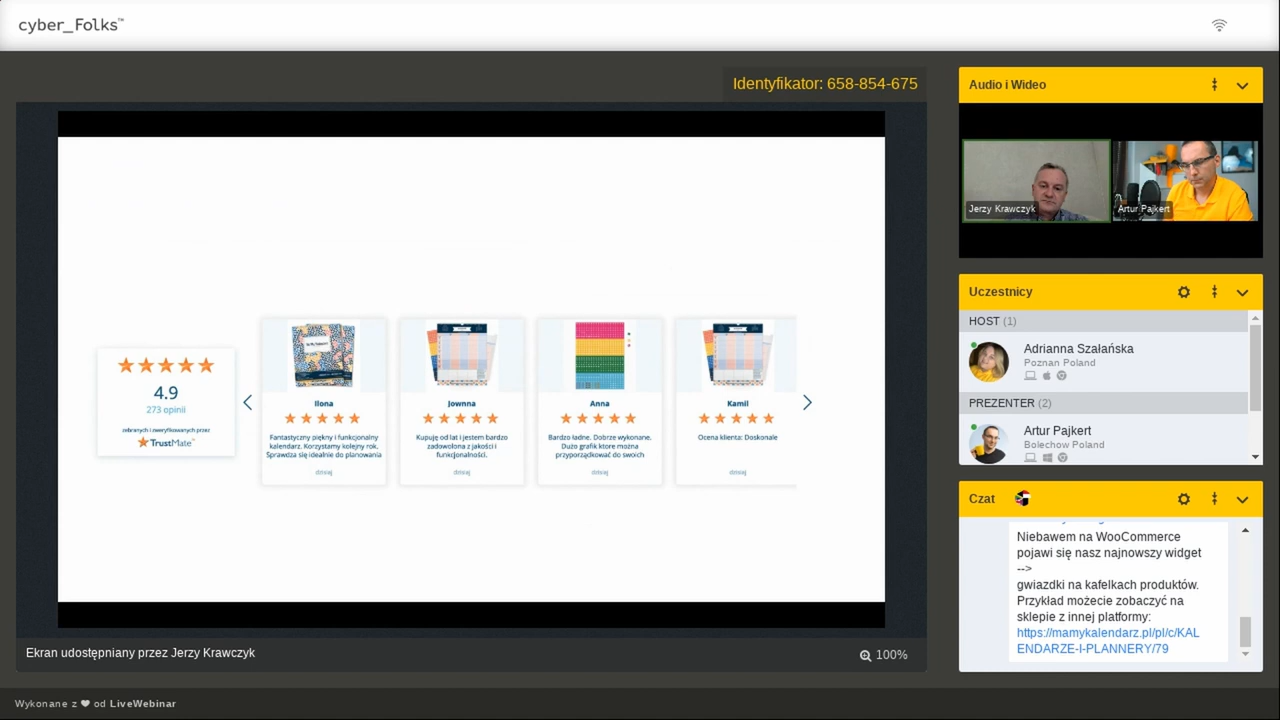 cyber_Folks™
Identyfikator: 658-854-675
4.9
273 opinii
zebranych i zweryfikowanych przez
TrustMate™
Ilona
Fantastyczny piękny i funkcjonalny
kalendarz. Korzystamy kolejny rok.
Sprawdza się idealnie do planowania
dzisiaj
Jownna
Kupuję od lat i jestem bardzo
zadowolona z jakości i
funkcjonalności.
dzisiaj
Anna
Bardzo ładne. Dobrze wykonane.
Dużo grafik ktore można
przyporządkować do swoich
dzisiaj
Kamil
Ocena klienta: Doskonale
dzisiaj
Ekran udostępniany przez Jerzy Krawczyk
100%
Audio i Wideo
Jerzy Krawczyk
Artur Pajkert
Uczestnicy
HOST (1)
Adrianna Szałańska
Poznan Poland
PREZENTER (2)
Artur Pajkert
Bolechow Poland
Czat
Niebawem na WooCommerce
pojawi się nasz najnowszy widget
-->
gwiazdki na kafelkach produktów.
Przykład możecie zobaczyć na
sklepie z innej platformy:
https://mamykalendarz.pl/pl/c/KAL
ENDARZE-I-PLANNERY/79
Wykonane z ❤ od LiveWebinar